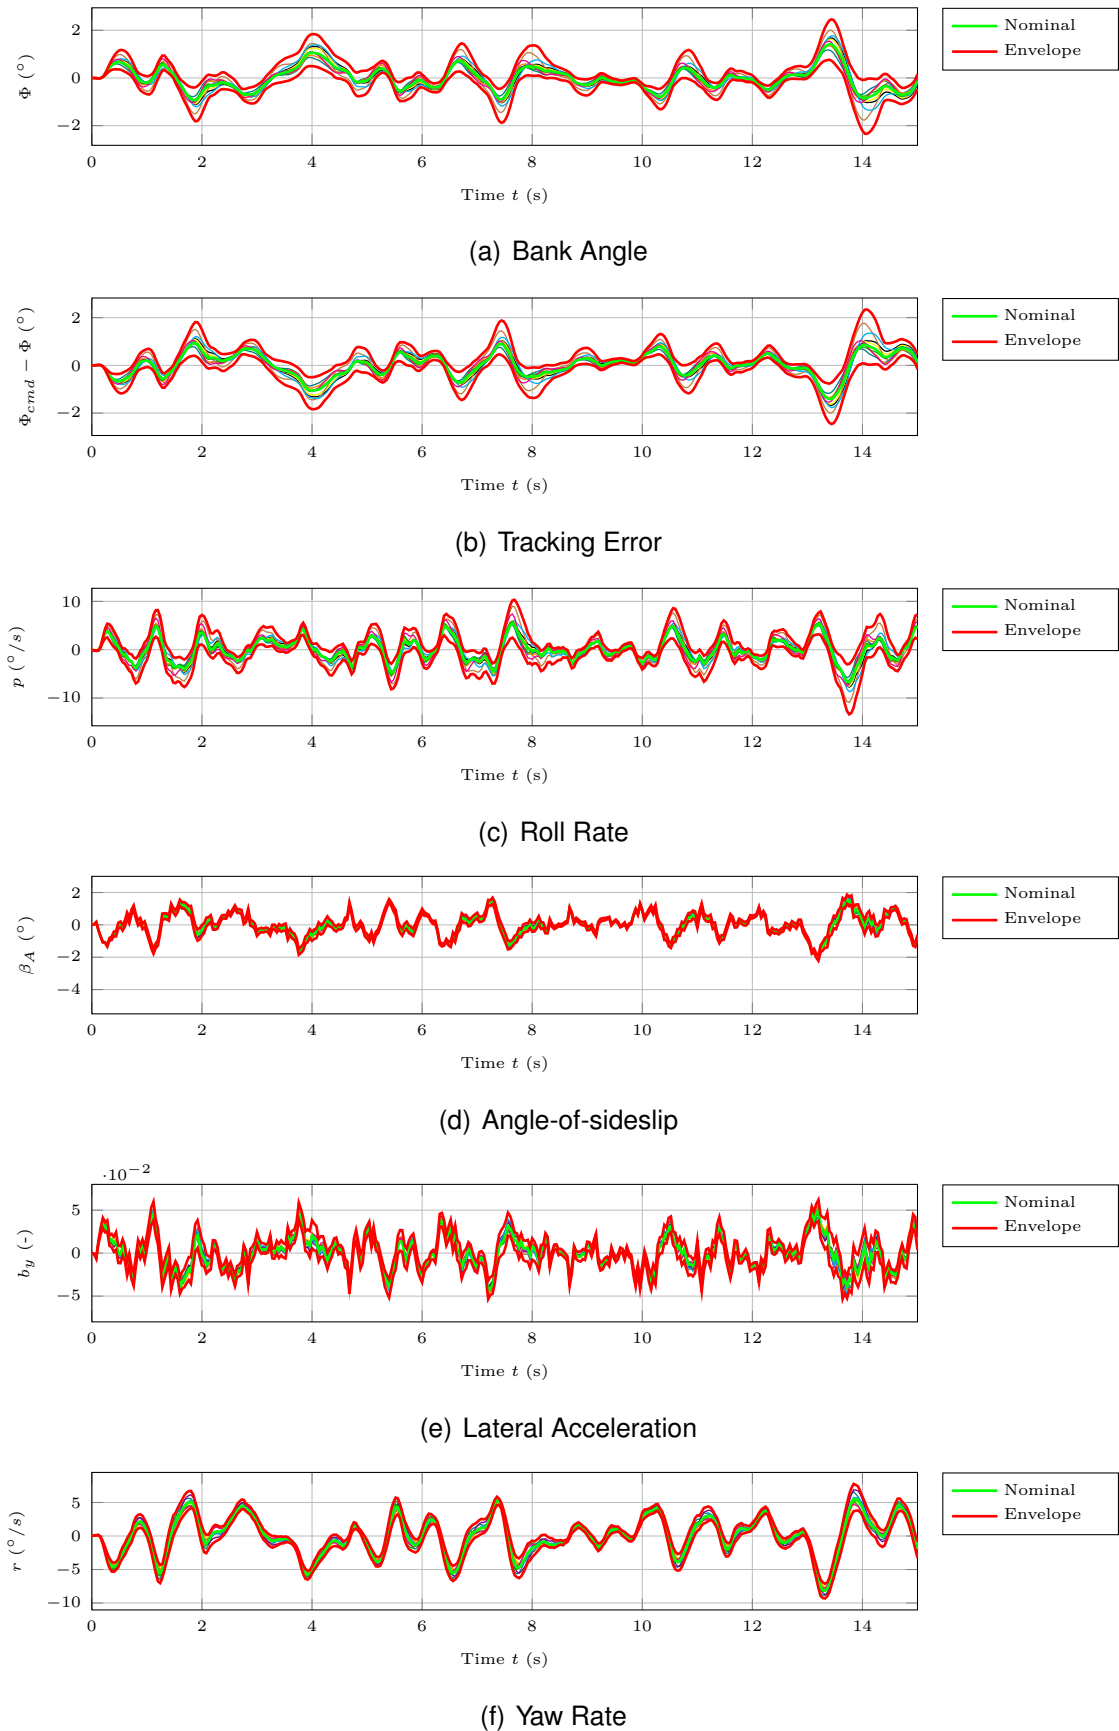 2
0
−2
Φ (°)
0 2 4 6 8 10 12 14
Time t (s)
Nominal
Envelope
(a) Bank Angle
2
0
−2
Φcmd − Φ (°)
0 2 4 6 8 10 12 14
Time t (s)
Nominal
Envelope
(b) Tracking Error
10
0
−10
p (°/s)
0 2 4 6 8 10 12 14
Time t (s)
Nominal
Envelope
(c) Roll Rate
2
0
−2
−4
βA (°)
0 2 4 6 8 10 12 14
Time t (s)
Nominal
Envelope
(d) Angle-of-sideslip
·10−2
5
0
−5
by (-)
0 2 4 6 8 10 12 14
Time t (s)
Nominal
Envelope
(e) Lateral Acceleration
5
0
−5
−10
r (°/s)
0 2 4 6 8 10 12 14
Time t (s)
Nominal
Envelope
(f) Yaw Rate